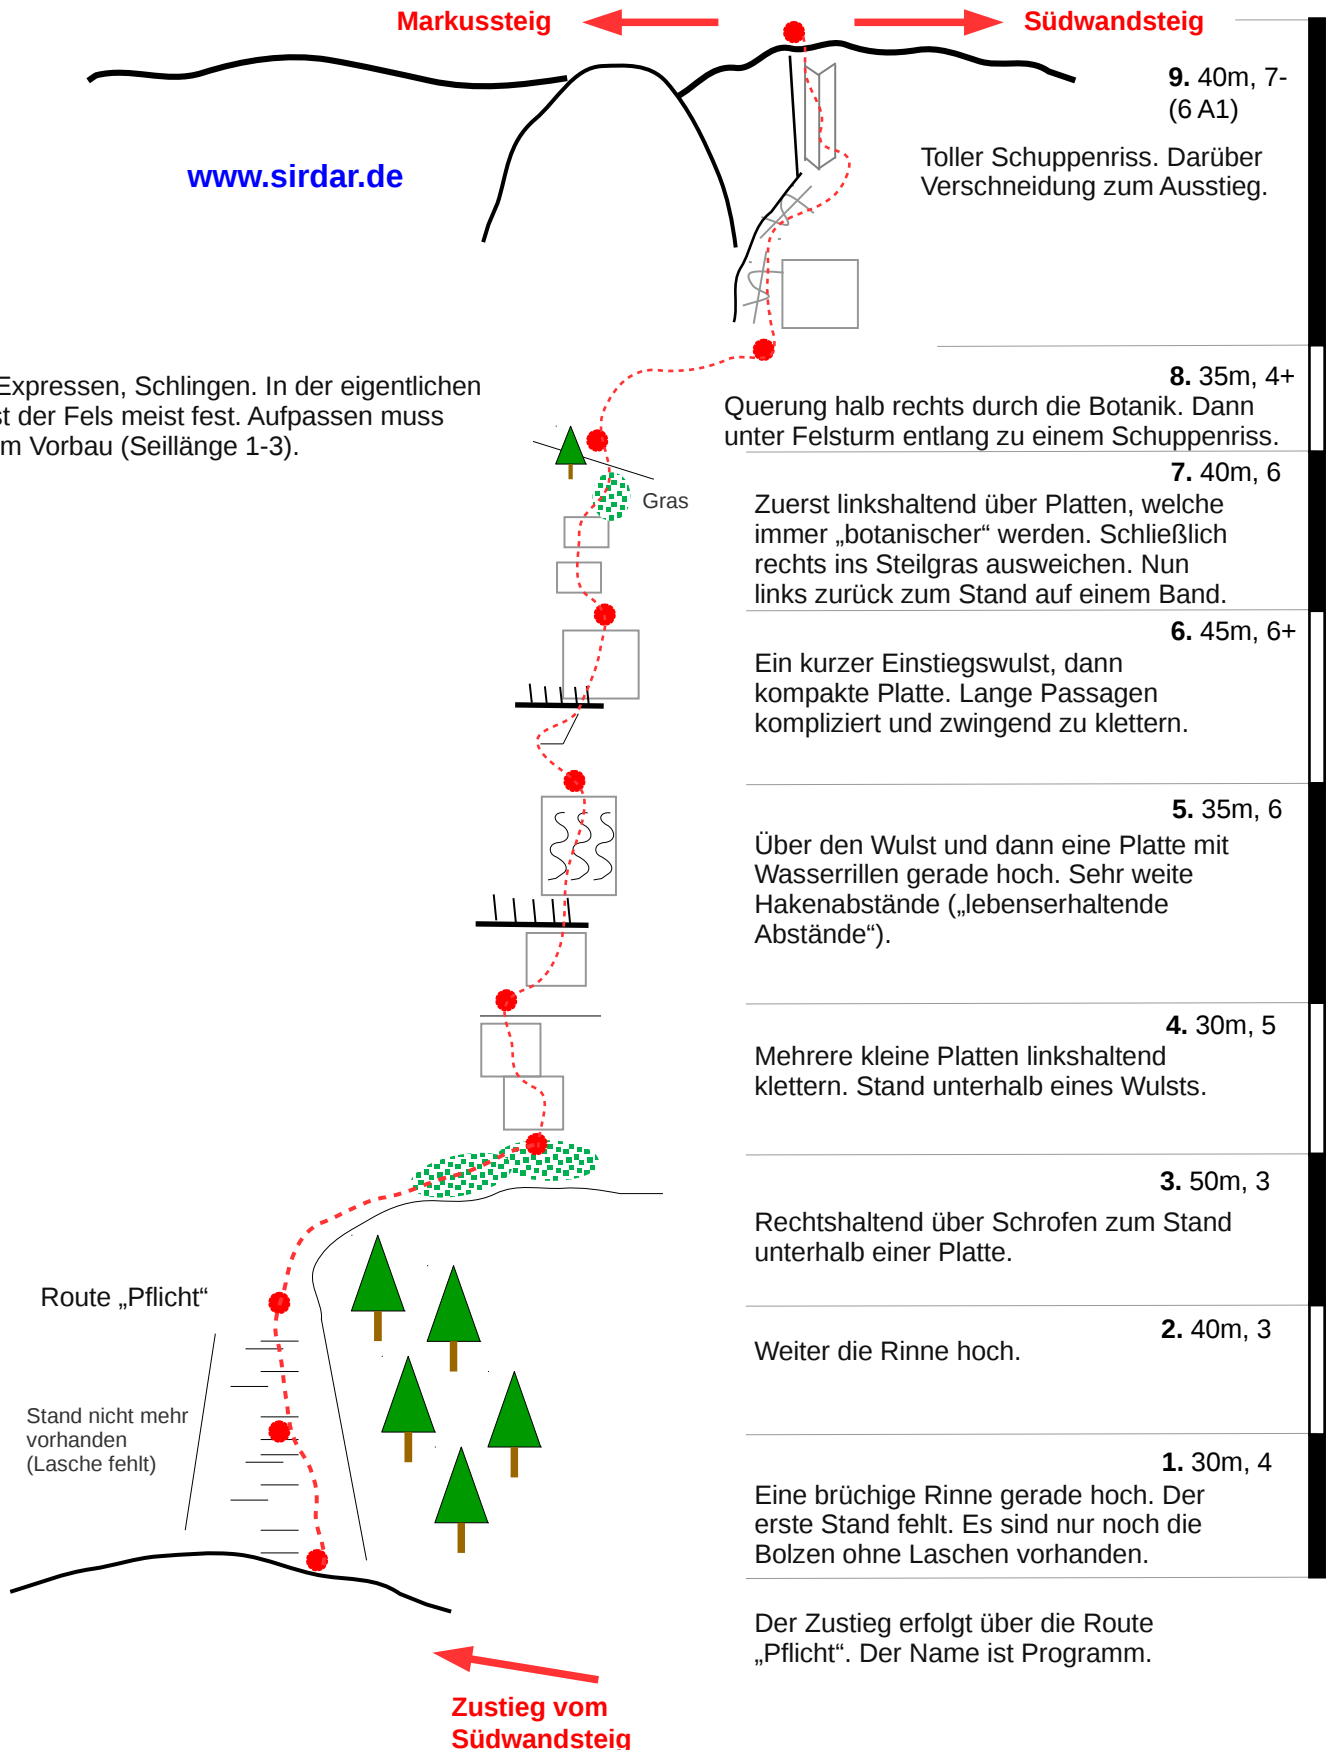 Markussteig
Südwandsteig
9. 40m, 7-
(6 A1)
Toller Schuppenriss. Darüber
Verschneidung zum Ausstieg.
www.sirdar.de
Expressen, Schlingen. In der eigentlichen
st der Fels meist fest. Aufpassen muss
m Vorbau (Seillänge 1-3).
8. 35m, 4+
Querung halb rechts durch die Botanik. Dann
unter Felsturm entlang zu einem Schuppenriss.
Gras
7. 40m, 6
Zuerst linkshaltend über Platten, welche
immer „botanischer“ werden. Schließlich
rechts ins Steilgras ausweichen. Nun
links zurück zum Stand auf einem Band.
6. 45m, 6+
Ein kurzer Einstiegswulst, dann
kompakte Platte. Lange Passagen
kompliziert und zwingend zu klettern.
5. 35m, 6
Über den Wulst und dann eine Platte mit
Wasserrillen gerade hoch. Sehr weite
Hakenabstände („lebenserhaltende
Abstände“).
4. 30m, 5
Mehrere kleine Platten linkshaltend
klettern. Stand unterhalb eines Wulsts.
3. 50m, 3
Rechtshaltend über Schrofen zum Stand
unterhalb einer Platte.
Route „Pflicht“
2. 40m, 3
Weiter die Rinne hoch.
Stand nicht mehr
vorhanden
(Lasche fehlt)
1. 30m, 4
Eine brüchige Rinne gerade hoch. Der
erste Stand fehlt. Es sind nur noch die
Bolzen ohne Laschen vorhanden.
Der Zustieg erfolgt über die Route
„Pflicht“. Der Name ist Programm.
Zustieg vom
Südwandsteig